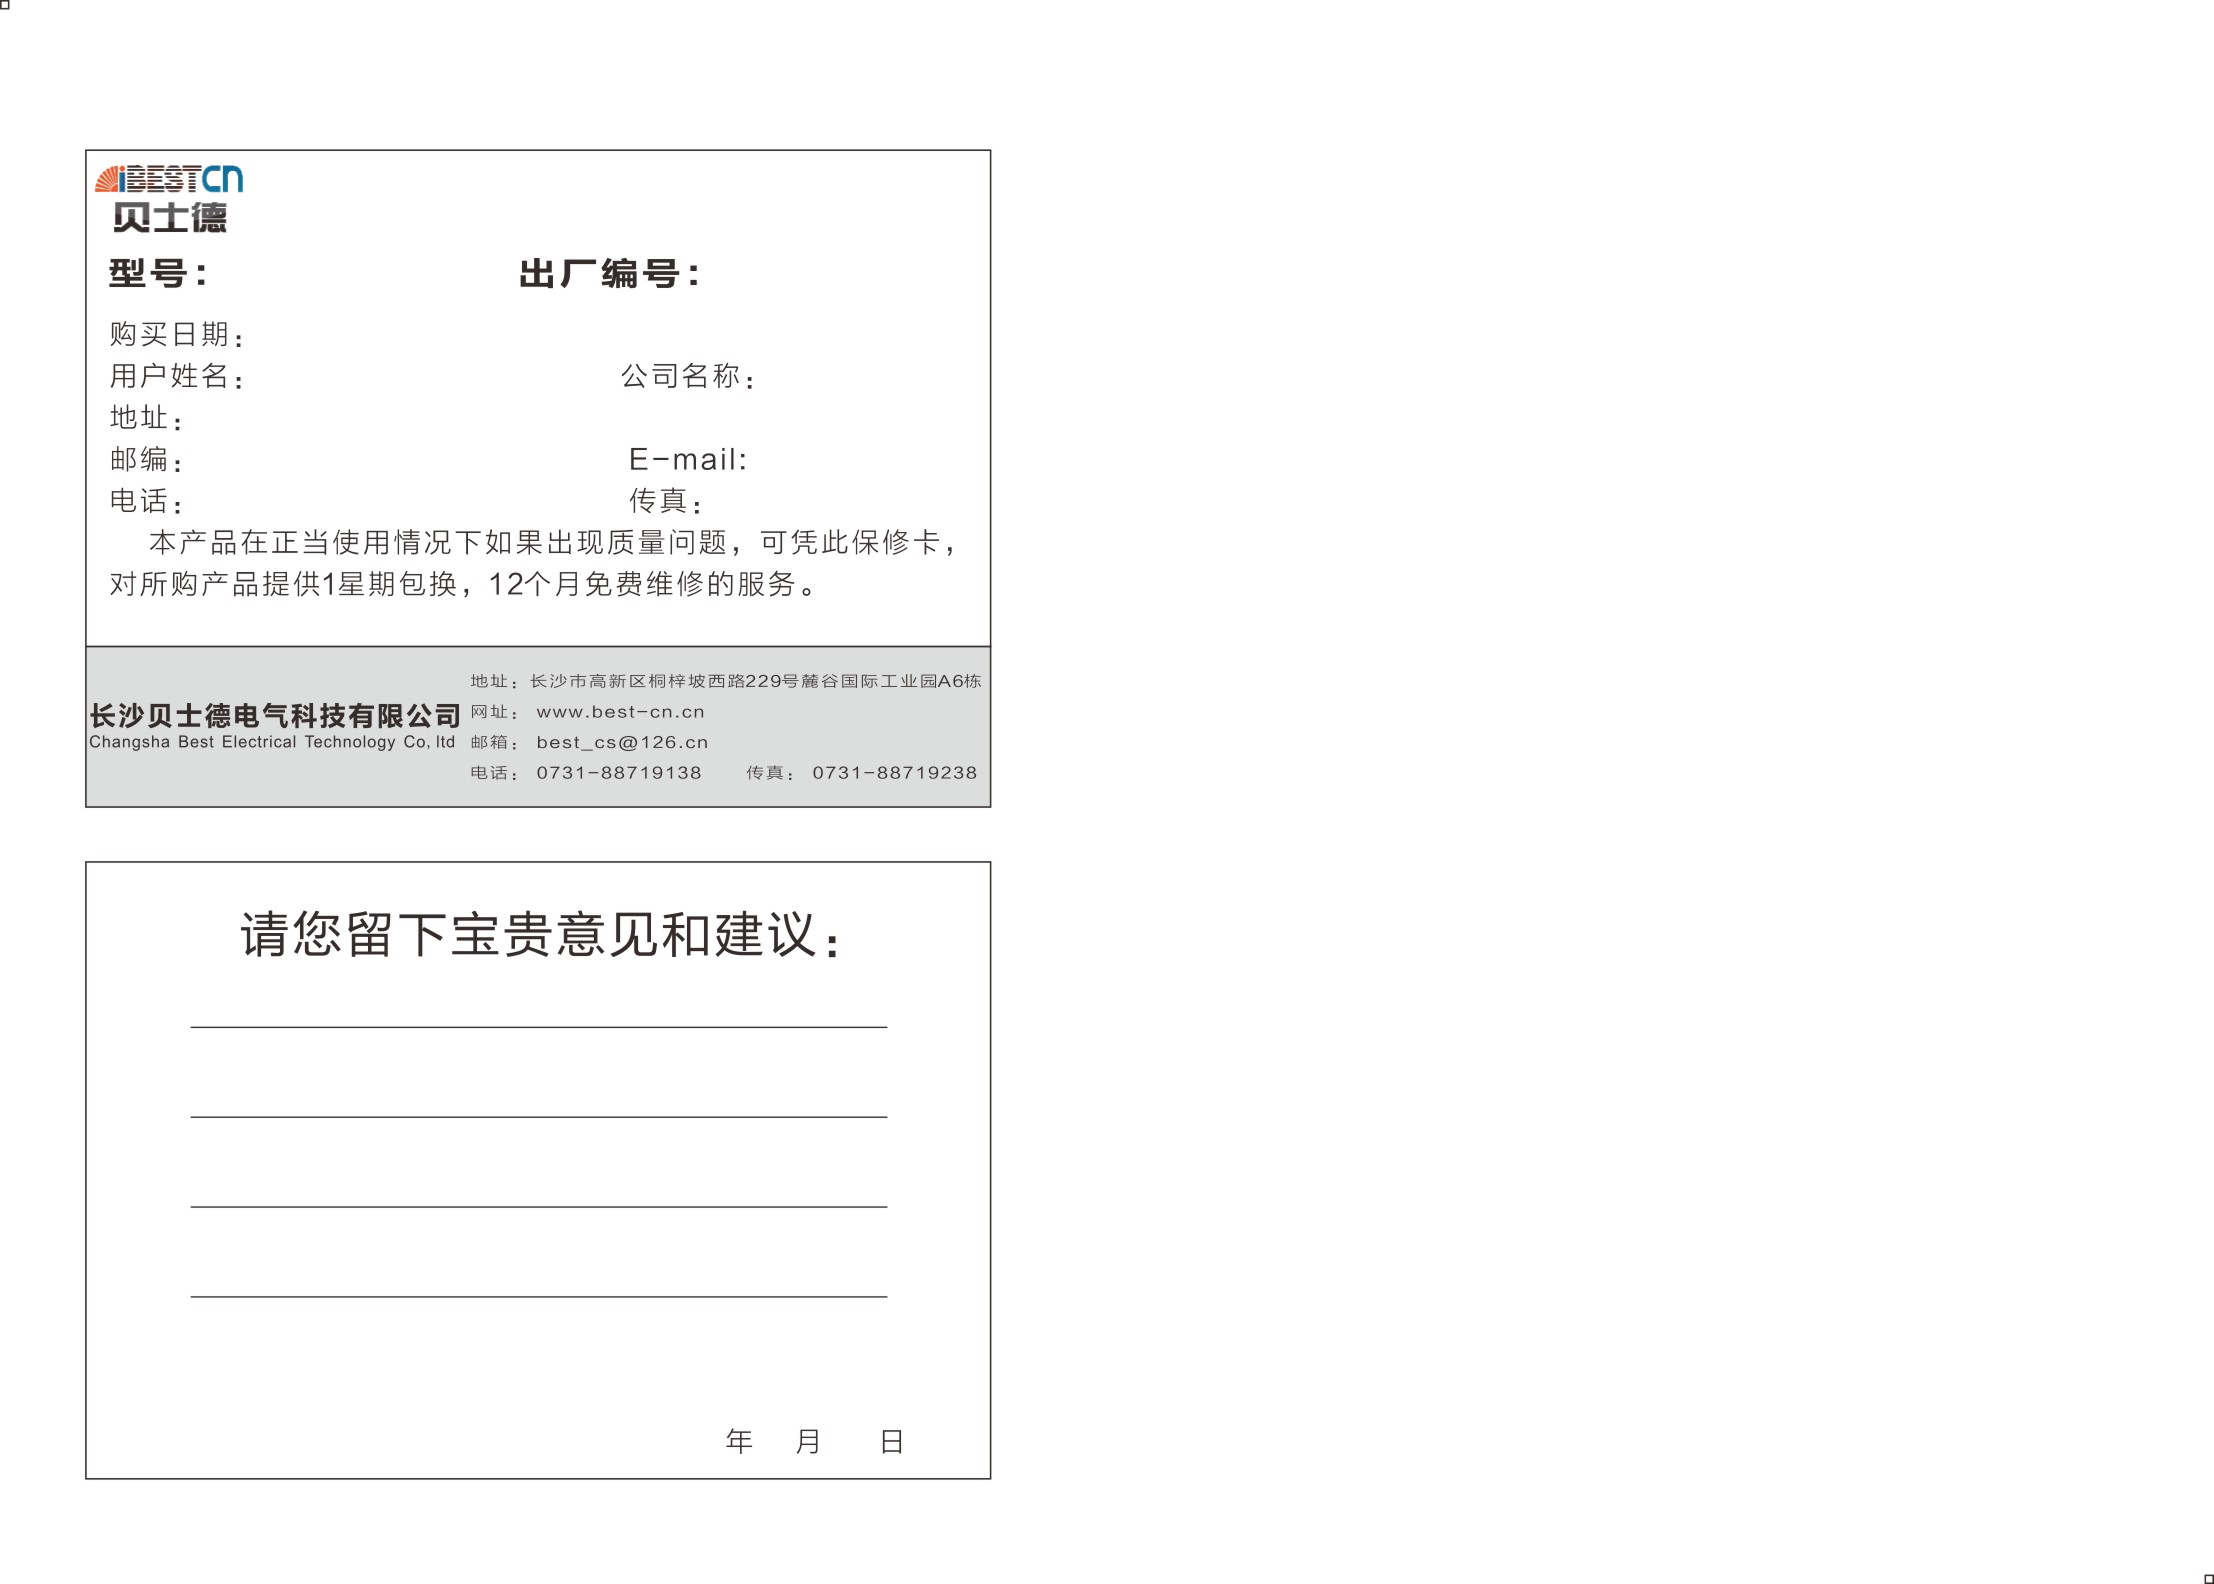 iBESTCN
贝士德
型号： 出厂编号：
购买日期：
用户姓名： 公司名称：
地址：
邮编： E-mail:
电话： 传真：
本产品在正当使用情况下如果出现质量问题，可凭此保修卡，
对所购产品提供1星期包换，12个月免费维修的服务。
长沙贝士德电气科技有限公司
Changsha Best Electrical Technology Co, ltd
地址：长沙市高新区桐梓坡西路229号麓谷国际工业园A6栋
网址： www.best-cn.cn
邮箱： best_cs@126.cn
电话： 0731-88719138 传真： 0731-88719238
请您留下宝贵意见和建议：
年 月 日